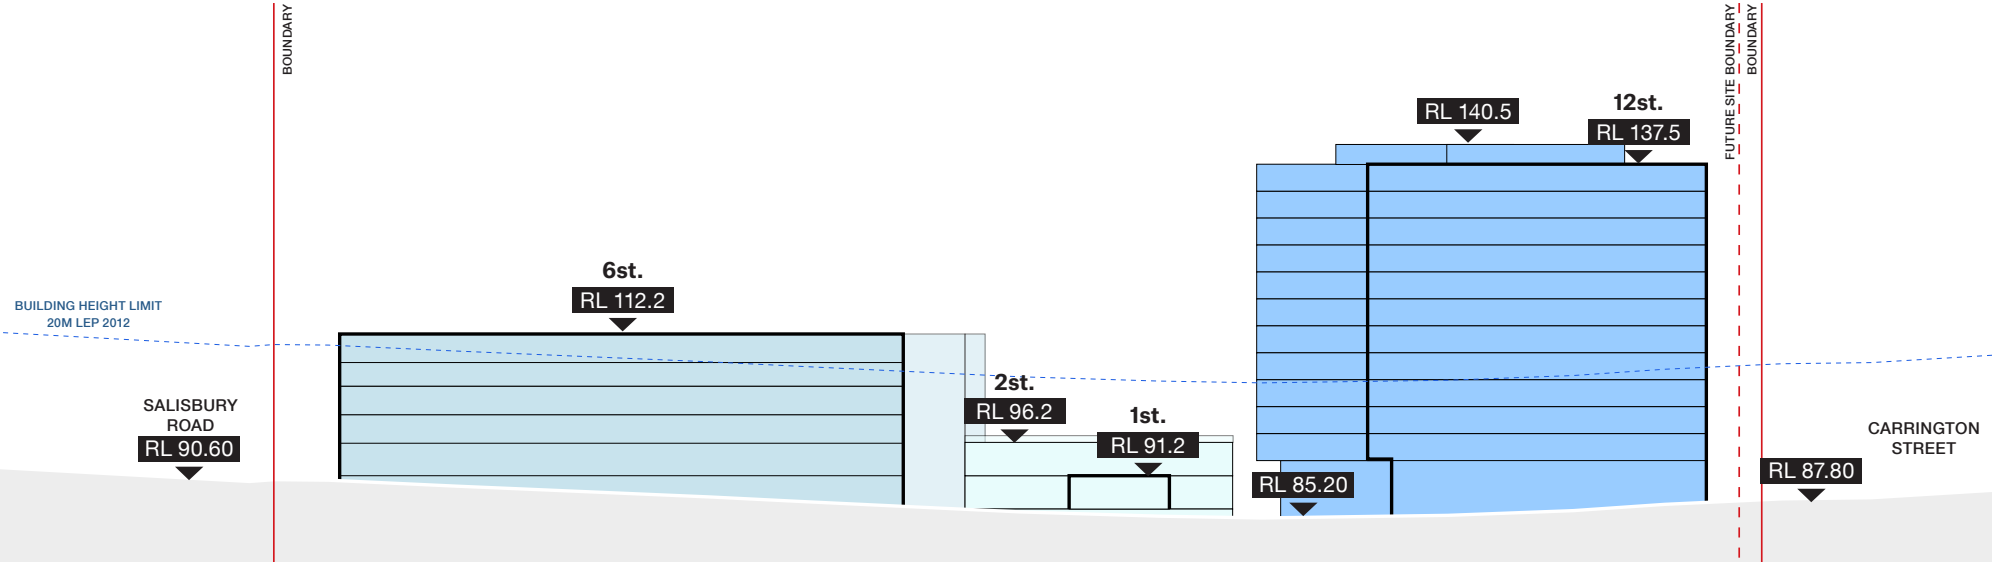 BOUNDARY
FUTURE SITE BOUNDARY
BOUNDARY
RL 140.5
12st.
RL 137.5
6st.
RL 112.2
BUILDING HEIGHT LIMIT
20M LEP 2012
2st.
RL 96.2
1st.
RL 91.2
SALISBURY
ROAD
RL 90.60
CARRINGTON
STREET
RL 87.80
RL 85.20